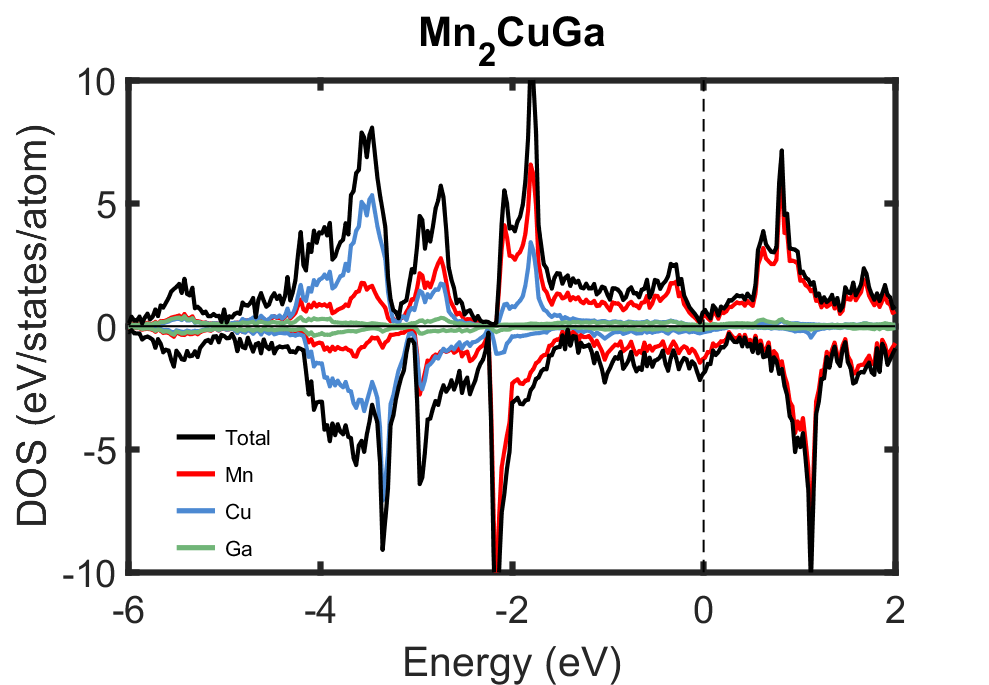 Mn2CuGa
10
5
0
-5
-10
DOS (eV/states/atom)
Total
Mn
Cu
Ga
-6
-4
-2
0
2
Energy (eV)